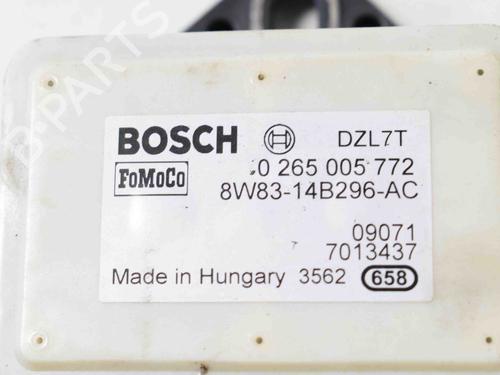 B-PARTS
BOSCH DZL7T
FoMoCo 0 265 005 772
8W83-14B296-AC
09071
7013437
Made in Hungary 3562 658